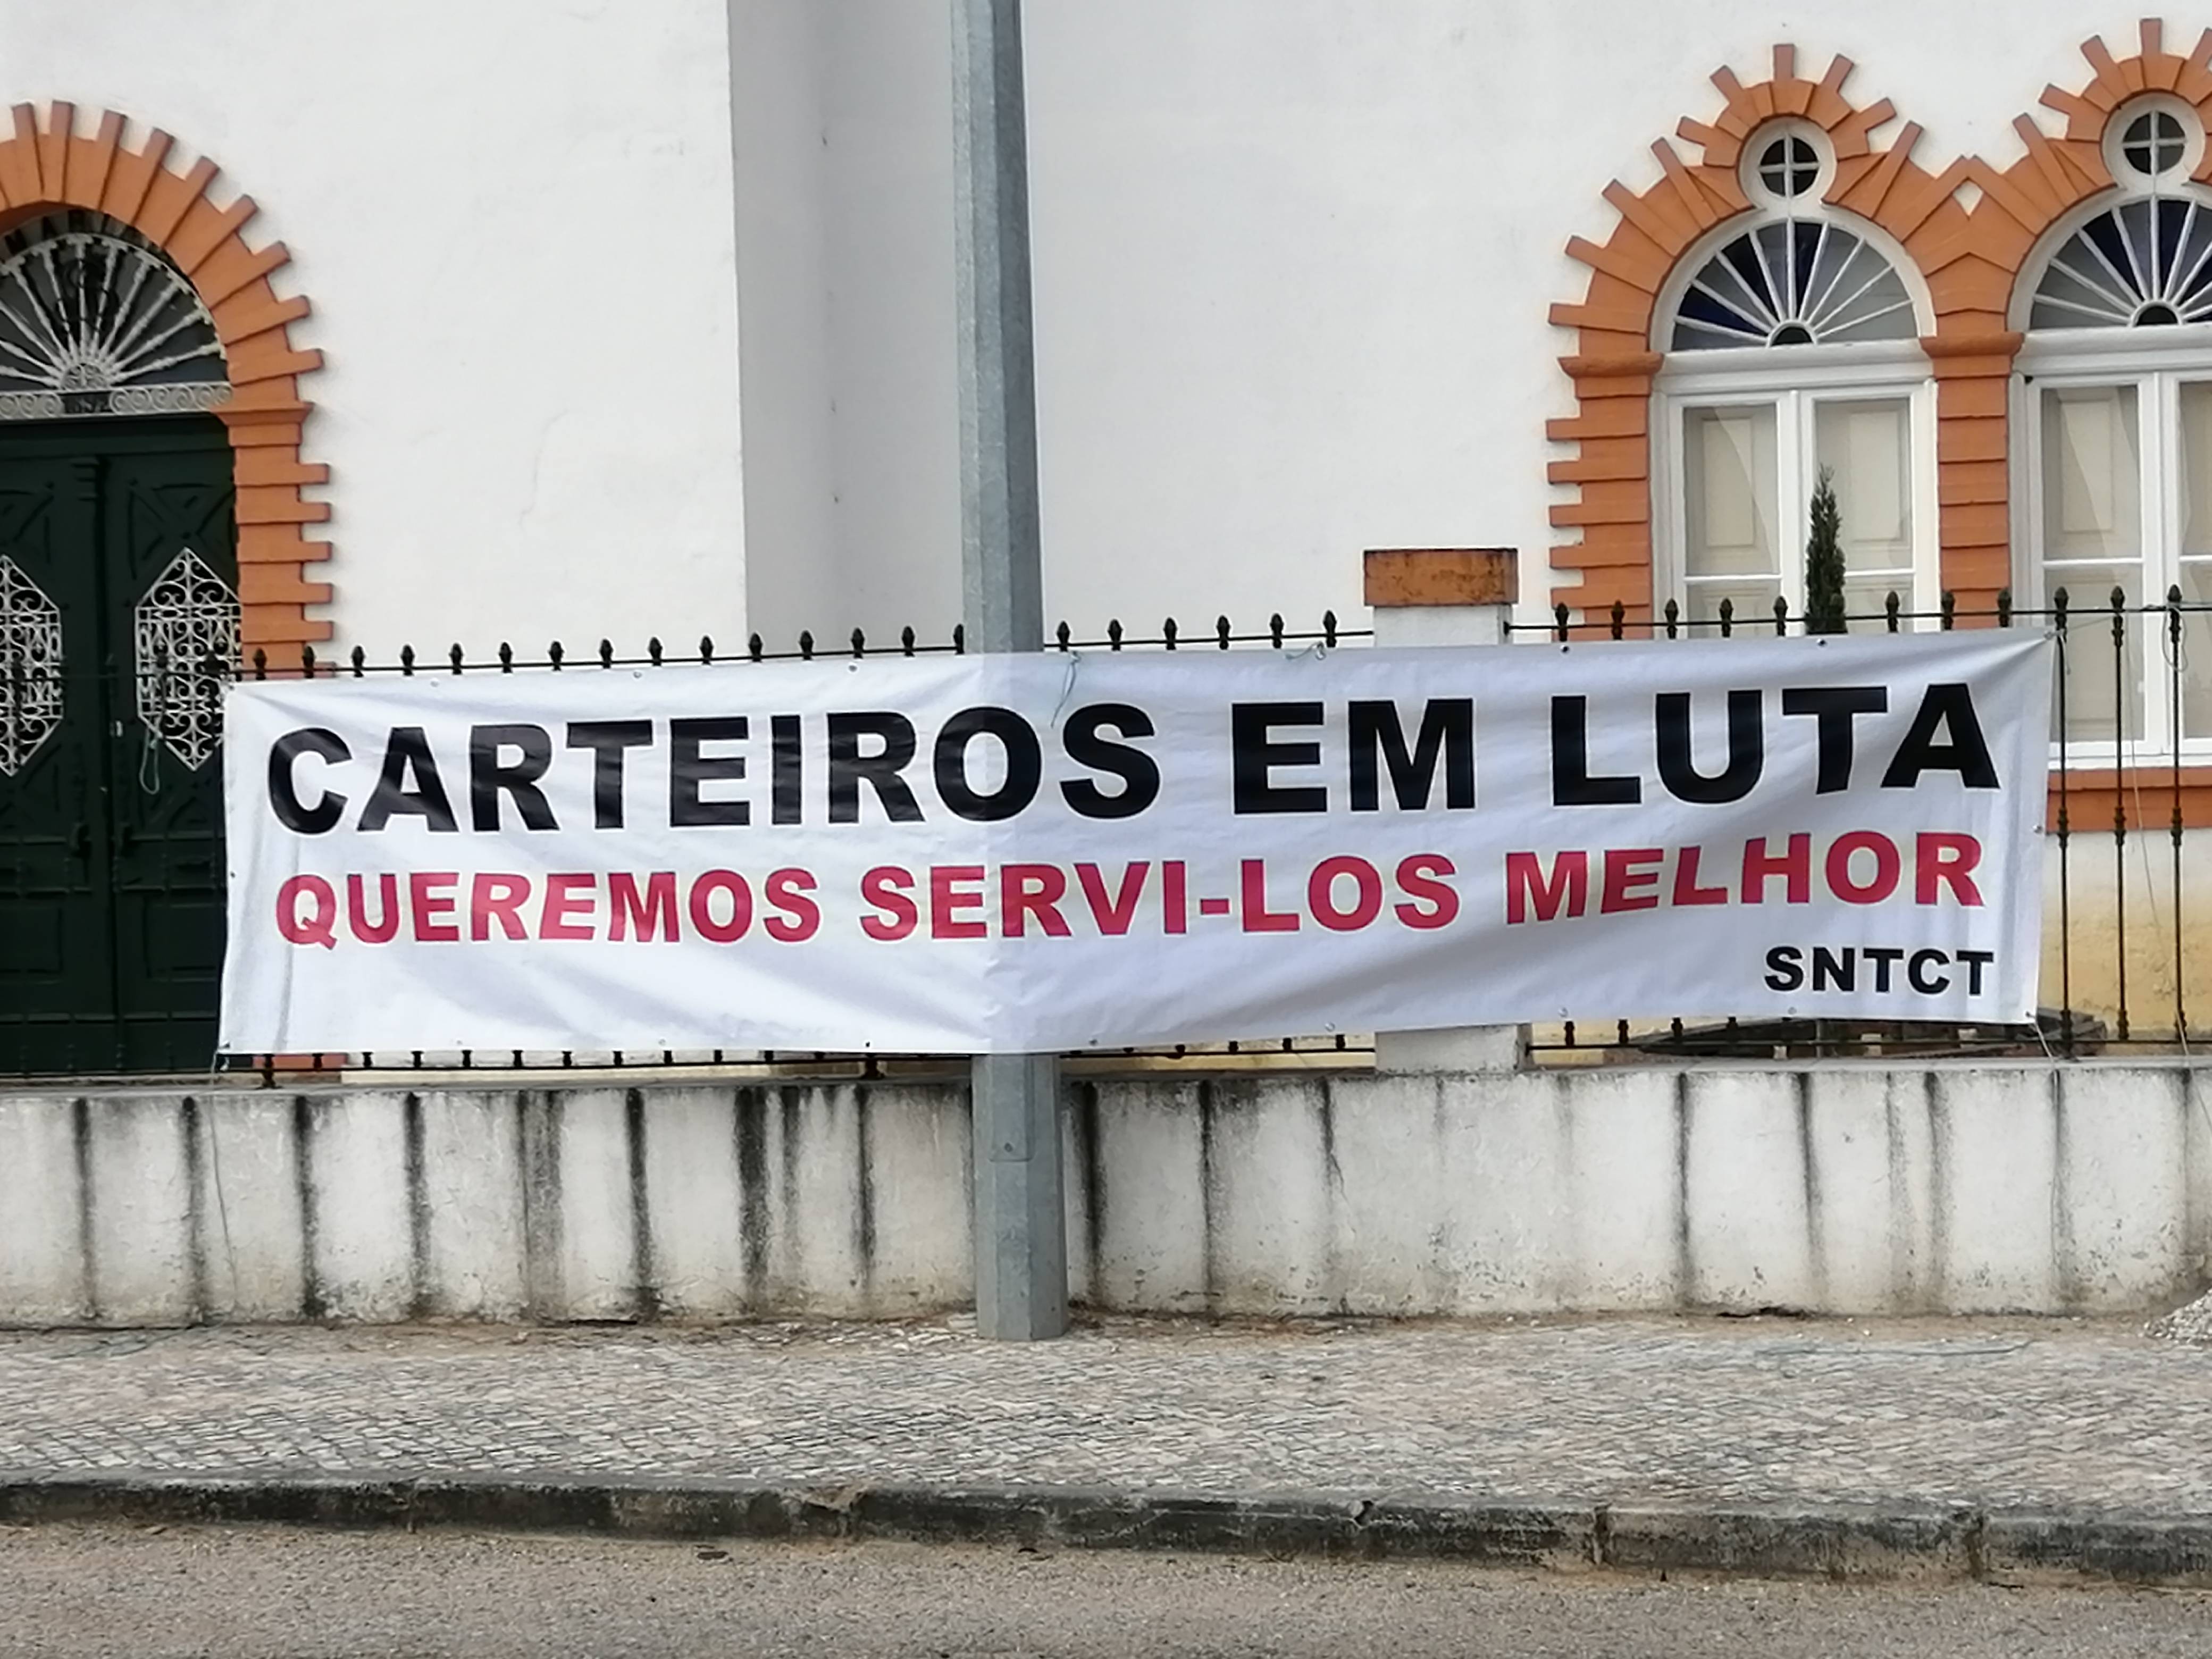 CARTEIROS EM LUTA
QUEREMOS SERVI-LOS MELHOR
SNTCT